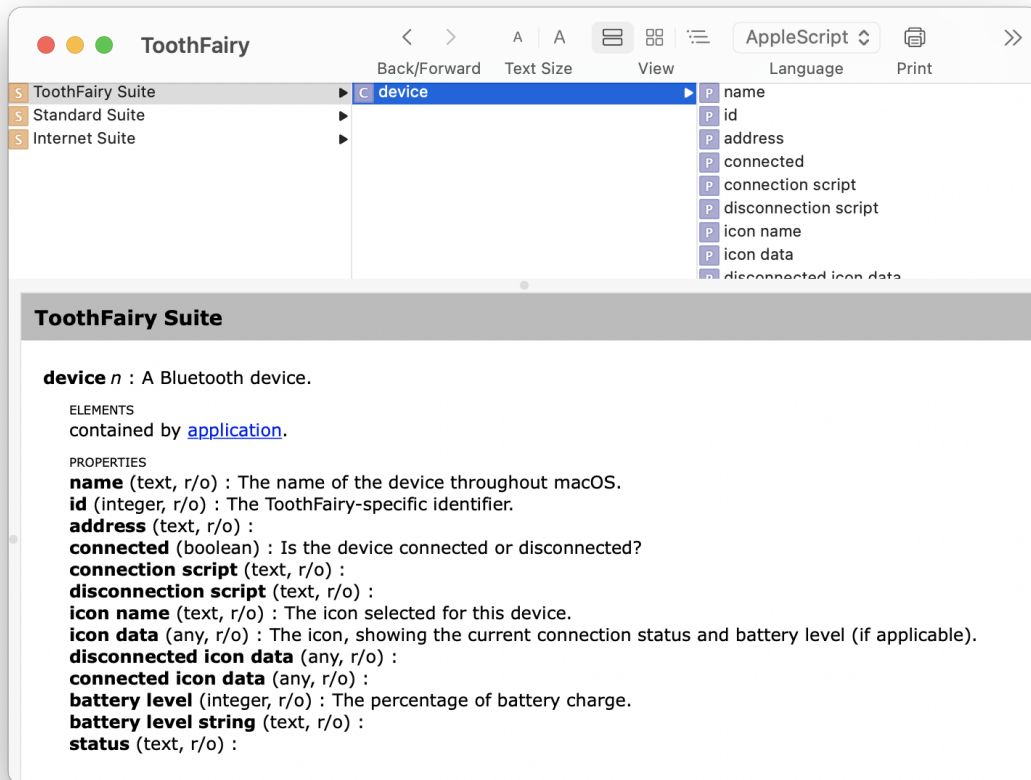 ToothFairy
A A
AppleScript
Back/Forward Text Size View Language Print
S ToothFairy Suite
S Standard Suite
S Internet Suite
C device
P name
P id
P address
P connected
P connection script
P disconnection script
P icon name
P icon data
P disconnected icon data
ToothFairy Suite
device n : A Bluetooth device.
ELEMENTS
contained by application.
PROPERTIES
name (text, r/o) : The name of the device throughout macOS.
id (integer, r/o) : The ToothFairy-specific identifier.
address (text, r/o) :
connected (boolean) : Is the device connected or disconnected?
connection script (text, r/o) :
disconnection script (text, r/o) :
icon name (text, r/o) : The icon selected for this device.
icon data (any, r/o) : The icon, showing the current connection status and battery level (if applicable).
disconnected icon data (any, r/o) :
connected icon data (any, r/o) :
battery level (integer, r/o) : The percentage of battery charge.
battery level string (text, r/o) :
status (text, r/o) :